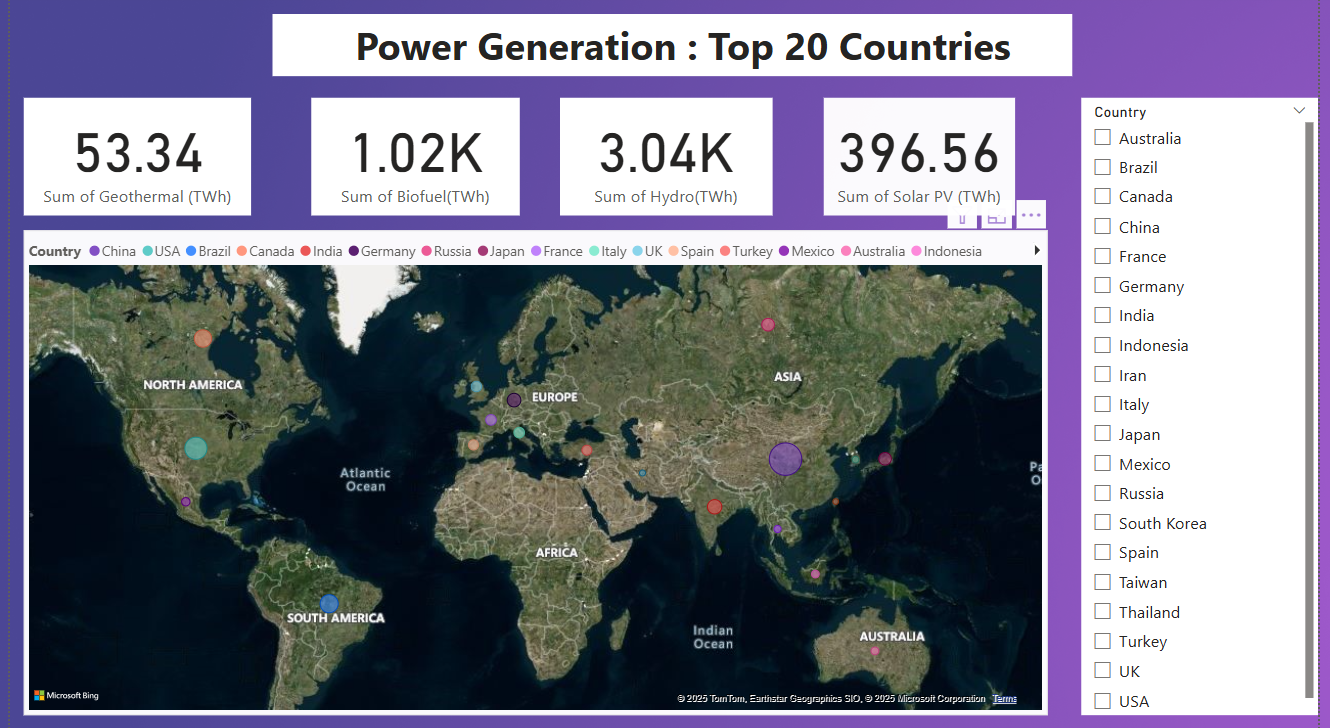 Power Generation : Top 20 Countries
53.34
Sum of Geothermal (TWh)
1.02K
Sum of Biofuel(TWh)
3.04K
Sum of Hydro(TWh)
396.56
Sum of Solar PV (TWh)
Country China USA Brazil Canada India Germany Russia Japan France Italy UK Spain Turkey Mexico Australia Indonesia
NORTH AMERICA
EUROPE
ASIA
Atlantic
Ocean
AFRICA
SOUTH AMERICA
Indian
Ocean
AUSTRALIA
Microsoft Bing
© 2025 TomTom, Earthstar Geographics SIO, © 2025 Microsoft Corporation Terms
Country
Australia
Brazil
Canada
China
France
Germany
India
Indonesia
Iran
Italy
Japan
Mexico
Russia
South Korea
Spain
Taiwan
Thailand
Turkey
UK
USA